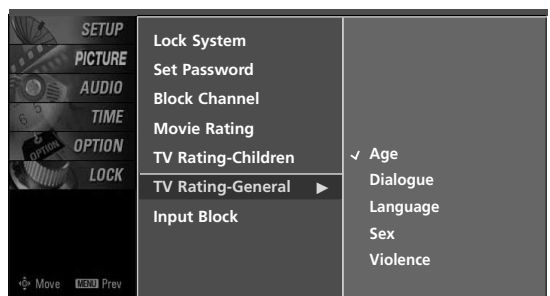 SETUP
PICTURE
AUDIO
TIME
OPTION
LOCK
Move MENU Prev
Lock System
Set Password
Block Channel
Movie Rating
TV Rating-Children
TV Rating-General ▶
Input Block
✓ Age
Dialogue
Language
Sex
Violence